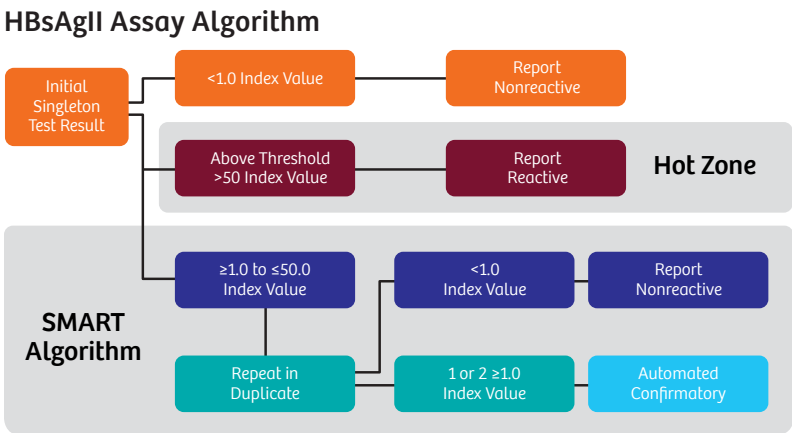 HBsAgII Assay Algorithm
Initial
Singleton
Test Result
<1.0 Index Value
Report
Nonreactive
Above Threshold
>50 Index Value
Report
Reactive
Hot Zone
SMART
Algorithm
≥1.0 to ≤50.0
Index Value
<1.0
Index Value
Report
Nonreactive
Repeat in
Duplicate
1 or 2 ≥1.0
Index Value
Automated
Confirmatory